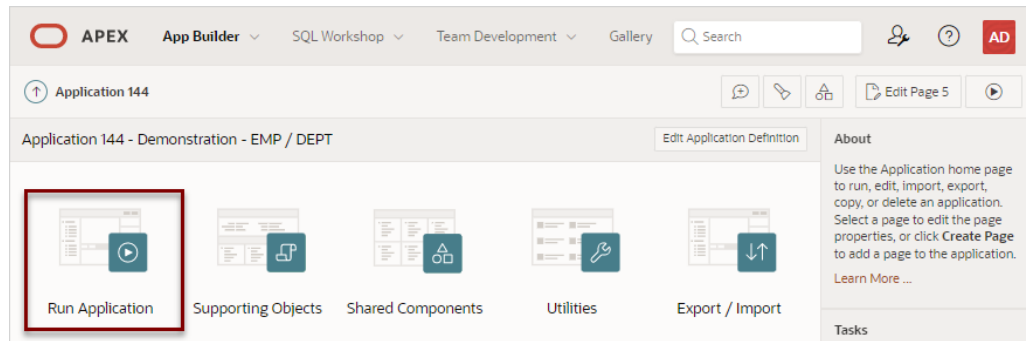 APEX App Builder SQL Workshop Team Development Gallery Search AD
Application 144 Edit Page 5
Application 144 - Demonstration - EMP / DEPT Edit Application Definition
Run Application Supporting Objects Shared Components Utilities Export / Import
About
Use the Application home page
to run, edit, import, export,
copy, or delete an application.
Select a page to edit the page
properties, or click Create Page
to add a page to the application.
Learn More ...
Tasks